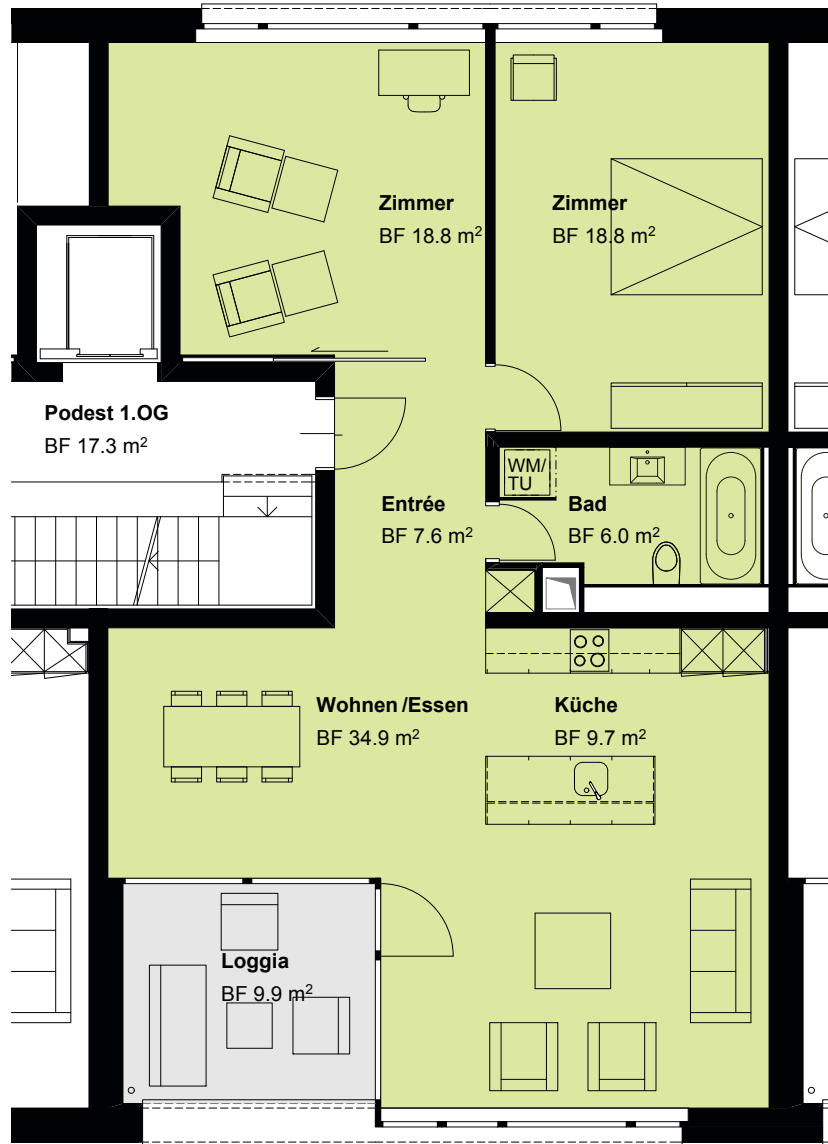 Zimmer
BF 18.8 m²
Zimmer
BF 18.8 m²
Podest 1.OG
BF 17.3 m²
WM/
TU
Entrée
BF 7.6 m²
Bad
BF 6.0 m²
Wohnen /Essen
BF 34.9 m²
Küche
BF 9.7 m²
Loggia
BF 9.9 m²